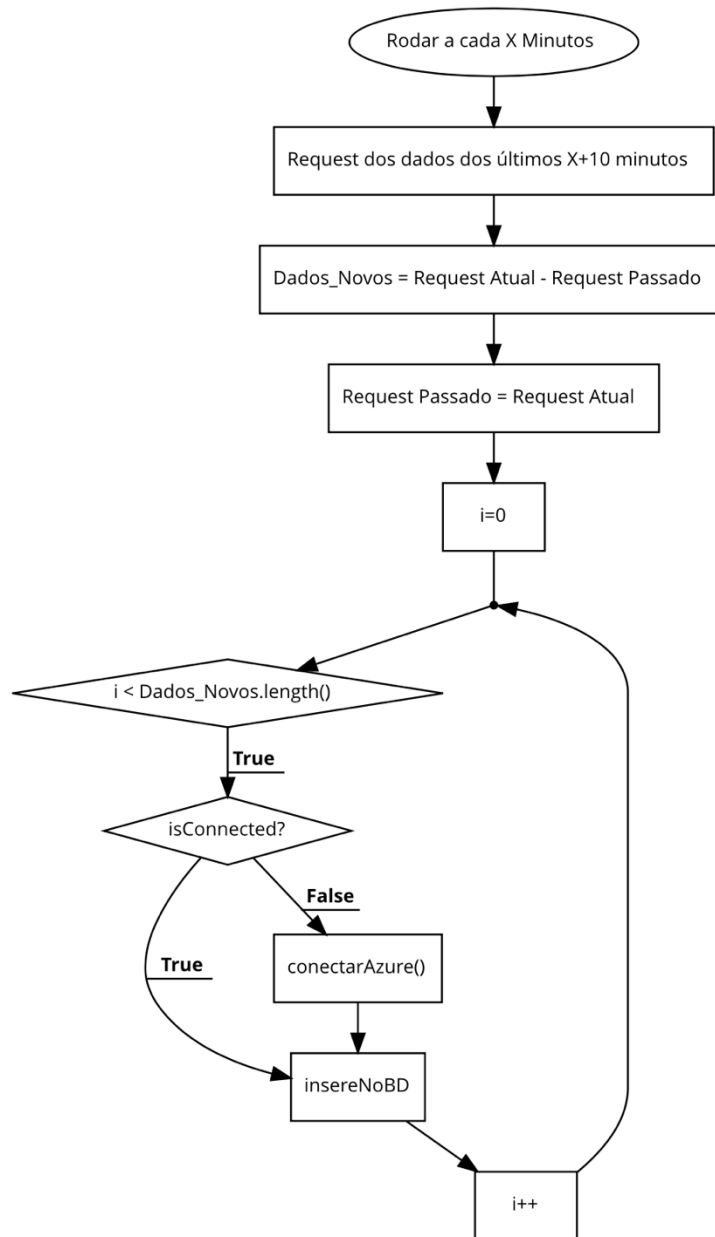 Rodar a cada X Minutos
Request dos dados dos últimos X+10 minutos
Dados_Novos = Request Atual - Request Passado
Request Passado = Request Atual
i=0
i < Dados_Novos.length()
True
isConnected?
False
True
conectarAzure()
insereNoBD
i++